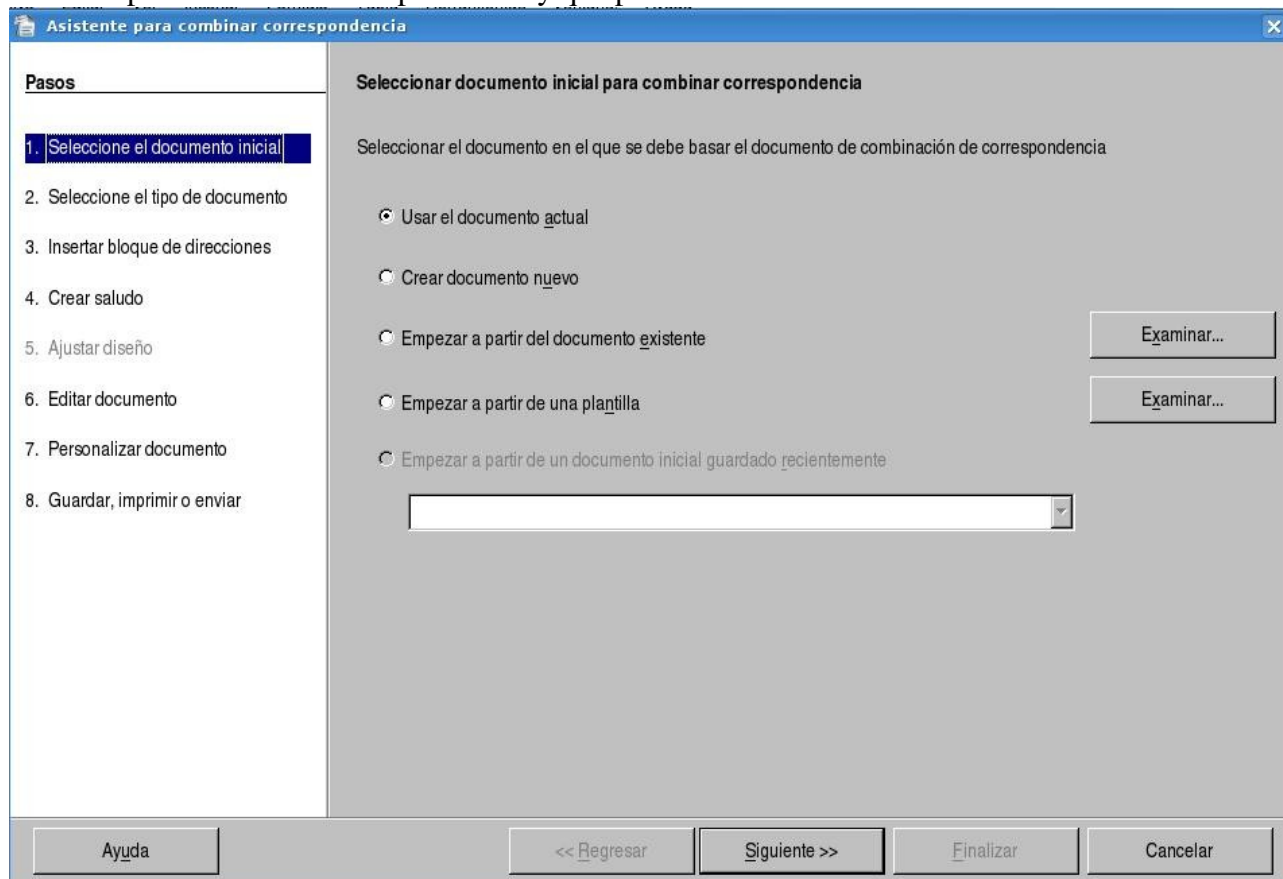 Asistente para combinar correspondencia
Pasos
1. Seleccione el documento inicial
2. Seleccione el tipo de documento
3. Insertar bloque de direcciones
4. Crear saludo
5. Ajustar diseño
6. Editar documento
7. Personalizar documento
8. Guardar, imprimir o enviar
Seleccionar documento inicial para combinar correspondencia
Seleccionar el documento en el que se debe basar el documento de combinación de correspondencia
Usar el documento actual
Crear documento nuevo
Empezar a partir del documento existente
Examinar...
Empezar a partir de una plantilla
Examinar...
Empezar a partir de un documento inicial guardado recientemente
Ayuda
<< Regresar
Siguiente >>
Finalizar
Cancelar